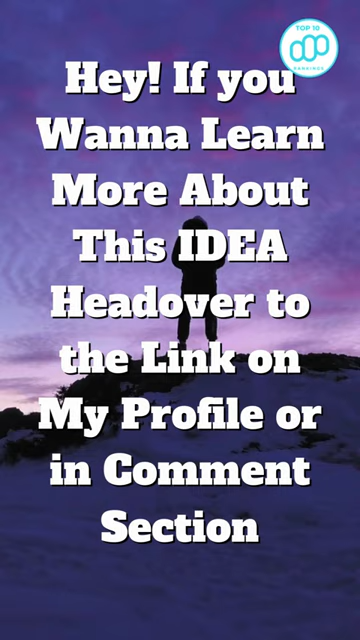 TOP 10
RANKINGS
Hey! If you
Wanna Learn
More About
This IDEA
Headover to
the Link on
My Profile or
in Comment
Section